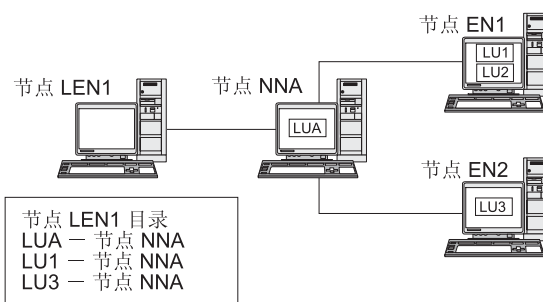 节点 EN1
LU1
LU2
节点 LEN1
节点 NNA
LUA
节点 EN2
LU3
节点 LEN1 目录
LUA — 节点 NNA
LU1 — 节点 NNA
LU3 — 节点 NNA